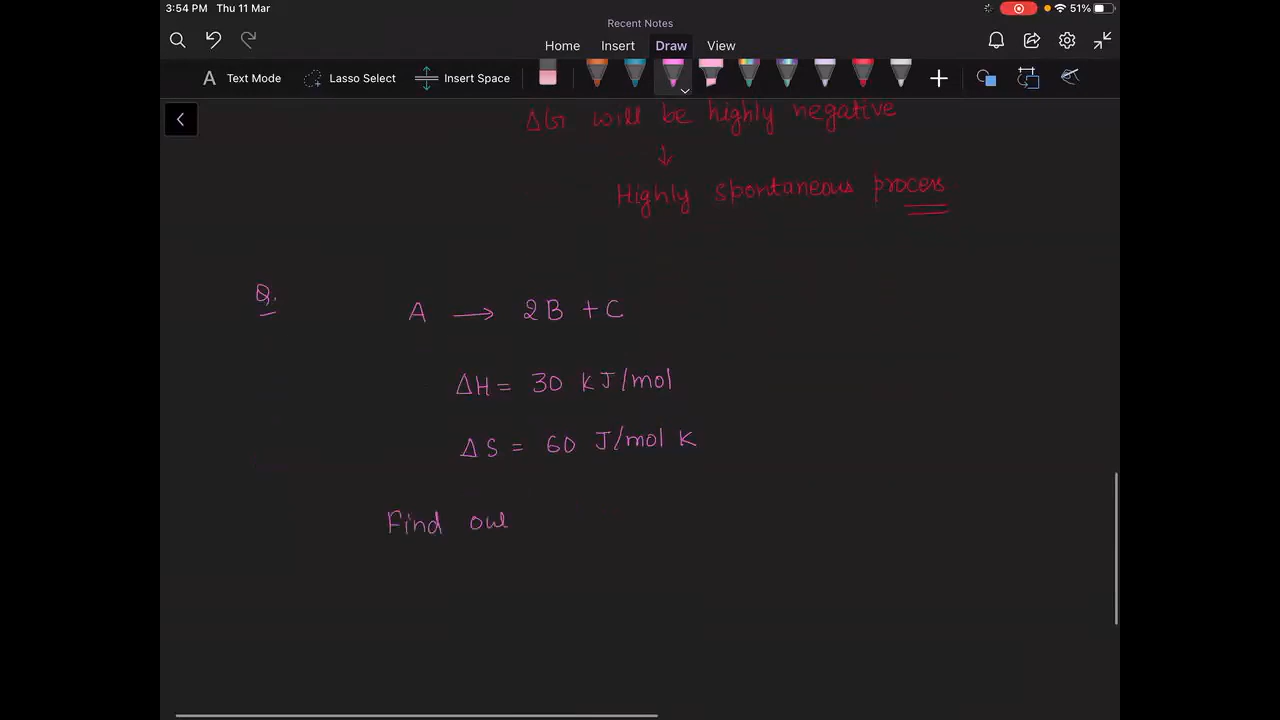 3:54 PM Thu 11 Mar
51%
Recent Notes
Home Insert Draw View
Text Mode Lasso Select Insert Space
ΔG will be highly negative
↓
Highly spontaneous process
Q.
A → 2B + C
ΔH = 30 kJ/mol
ΔS = 60 J/mol K
Find ou